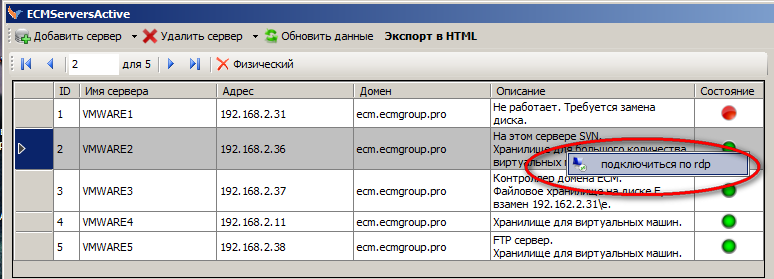 ECMServersActive
Добавить сервер Удалить сервер Обновить данные Экспорт в HTML
2 для 5 Физический
ID Имя сервера Адрес Домен Описание Состояние
1 VMWARE1 192.168.2.31 ecm.ecmgroup.pro Не работает. Требуется замена
диска.
2 VMWARE2 192.168.2.36 ecm.ecmgroup.pro На этом сервере SVN.
Хранилище для большого количества
виртуальных
подключиться по rdp
3 VMWARE3 192.168.2.37 ecm.ecmgroup.pro Контроллер домена ECM.
Файловое хранилище на диске E,
взамен 192.162.2.31\e.
4 VMWARE4 192.168.2.11 ecm.ecmgroup.pro Хранилище для виртуальных машин.
5 VMWARE5 192.168.2.38 ecm.ecmgroup.pro FTP сервер.
Хранилище для виртуальных машин.